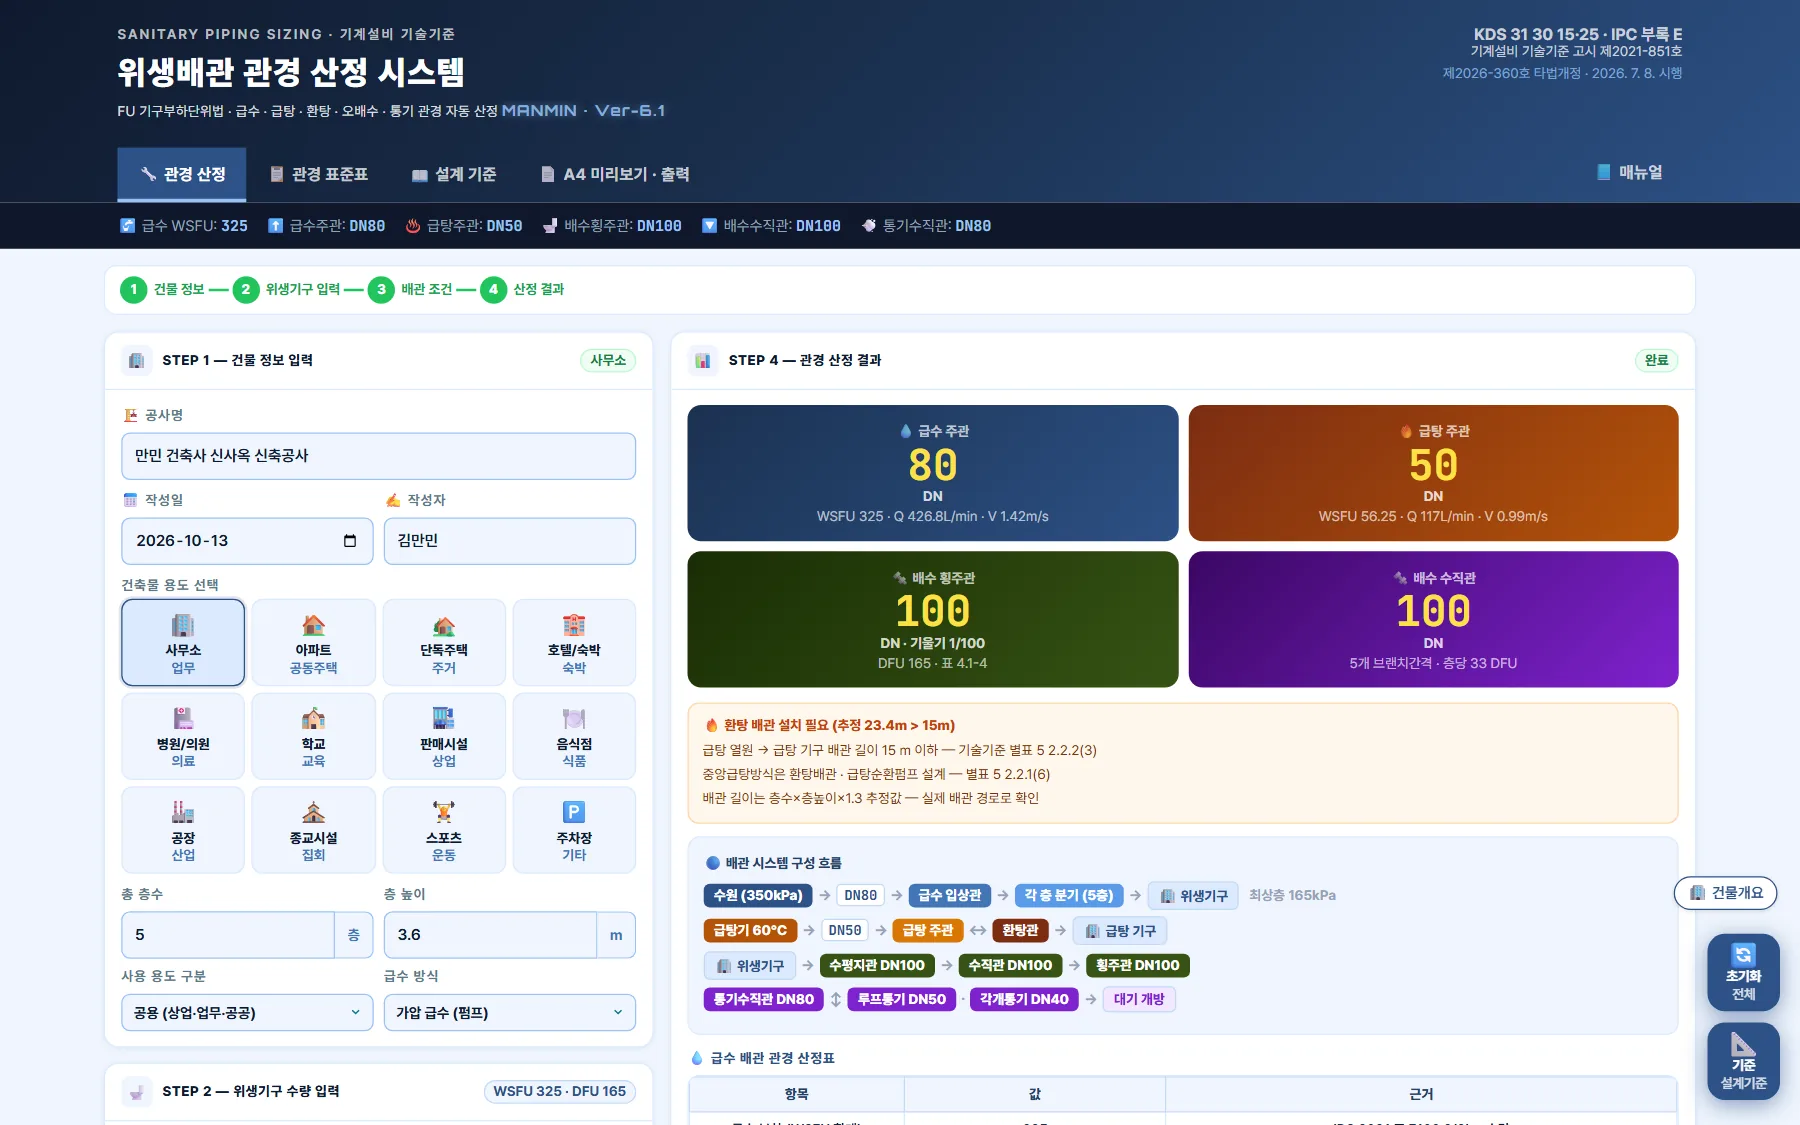 SANITARY PIPING SIZING · 기계설비 기술기준
위생배관 관경 산정 시스템
FU 기구부하단위법 · 급수 · 급탕 · 환탕 · 오배수 · 통기 관경 자동 산정 MANMIN · Ver-6.1
KDS 31 30 15·25 · IPC 부록 E
기계설비 기술기준 고시 제2021-851호
제2026-360호 타법개정 · 2026. 7. 8. 시행
관경 산정
관경 표준표
설계 기준
A4 미리보기 · 출력
매뉴얼
급수 WSFU: 325
급수주관: DN80
급탕주관: DN50
배수횡주관: DN100
배수수직관: DN100
통기수직관: DN80
1 건물 정보
2 위생기구 입력
3 배관 조건
4 산정 결과
STEP 1 — 건물 정보 입력
사무소
공사명
만민 건축사 신사옥 신축공사
작성일
작성자
2026-10-13
김만민
건축물 용도 선택
사무소
업무
아파트
공동주택
단독주택
주거
호텔/숙박
숙박
병원/의원
의료
학교
교육
판매시설
상업
음식점
식품
공장
산업
종교시설
집회
스포츠
운동
주차장
기타
총 층수
층 높이
5 층
3.6 m
사용 용도 구분
급수 방식
공용 (상업·업무·공공)
가압 급수 (펌프)
STEP 2 — 위생기구 수량 입력
WSFU 325 · DFU 165
STEP 4 — 관경 산정 결과
완료
급수 주관
80
DN
WSFU 325 · Q 426.8L/min · V 1.42m/s
급탕 주관
50
DN
WSFU 56.25 · Q 117L/min · V 0.99m/s
배수 횡주관
100
DN · 기울기 1/100
DFU 165 · 표 4.1-4
배수 수직관
100
DN
5개 브랜치간격 · 층당 33 DFU
환탕 배관 설치 필요 (추정 23.4m > 15m)
급탕 열원 → 급탕 기구 배관 길이 15 m 이하 — 기술기준 별표 5 2.2.2(3)
중앙급탕방식은 환탕배관 · 급탕순환펌프 설계 — 별표 5 2.2.1(6)
배관 길이는 층수×층높이×1.3 추정값 — 실제 배관 경로로 확인
배관 시스템 구성 흐름
수원 (350kPa) → DN80 → 급수 입상관 → 각 층 분기 (5층) → 위생기구 최상층 165kPa
급탕기 60℃ → DN50 → 급탕 주관 ↔ 환탕관 → 급탕 기구
위생기구 → 수평지관 DN100 → 수직관 DN100 → 횡주관 DN100
통기수직관 DN80 ↕ 루프통기 DN50 · 각개통기 DN40 → 대기 개방
급수 배관 관경 산정표
항목 값 근거
건물개요
초기화
전체
기준
설계기준